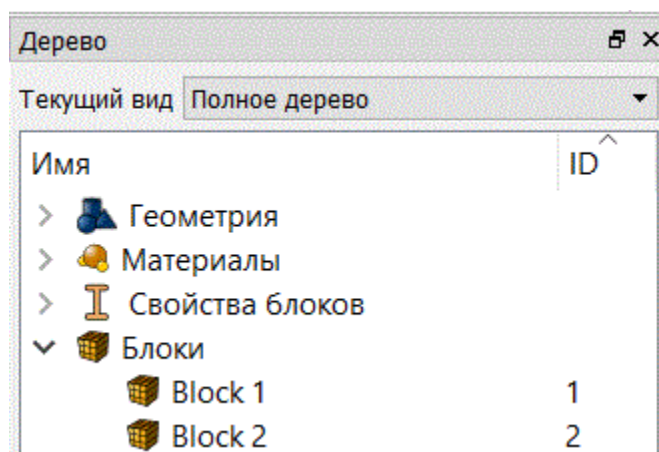 Дерево
Текущий вид Полное дерево
Имя ID
Геометрия
Материалы
Свойства блоков
Блоки
Block 1 1
Block 2 2